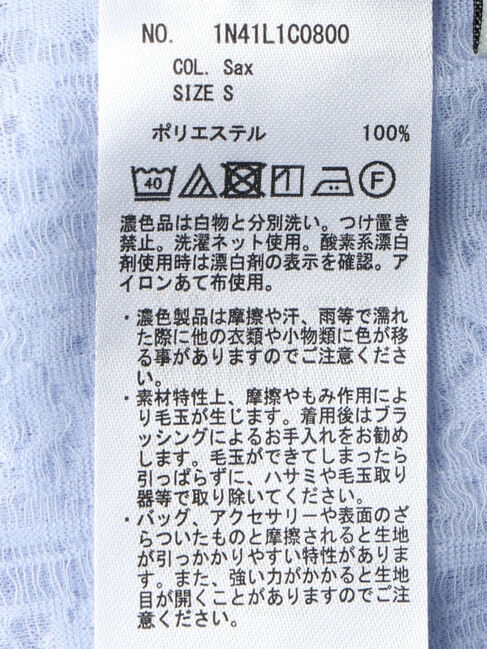 NO. 1N41L1C0800
COL. Sax
SIZE S
ポリエステル 100%
40 F
濃色品は白物と分別洗い。つけ置き
禁止。洗濯ネット使用。酸素系漂白
剤使用時は漂白剤の表示を確認。ア
イロンあて布使用。
・濃色製品は摩擦や汗、雨等で濡れ
た際に他の衣類や小物類に色が移
る事がありますのでご注意くださ
い。
・素材特性上、摩擦やもみ作用によ
り毛玉が生じます。着用後はブラ
ッシングによるお手入れをお勧め
します。毛玉ができてしまったら
引っぱらずに、ハサミや毛玉取り
器等で取り除いてください。
・バッグ、アクセサリーや表面のざ
らついたものと摩擦されると生地
が引っかかりやすい特性がありま
す。また、強い力がかかると生地
目が開くことがありますのでご注
意ください。